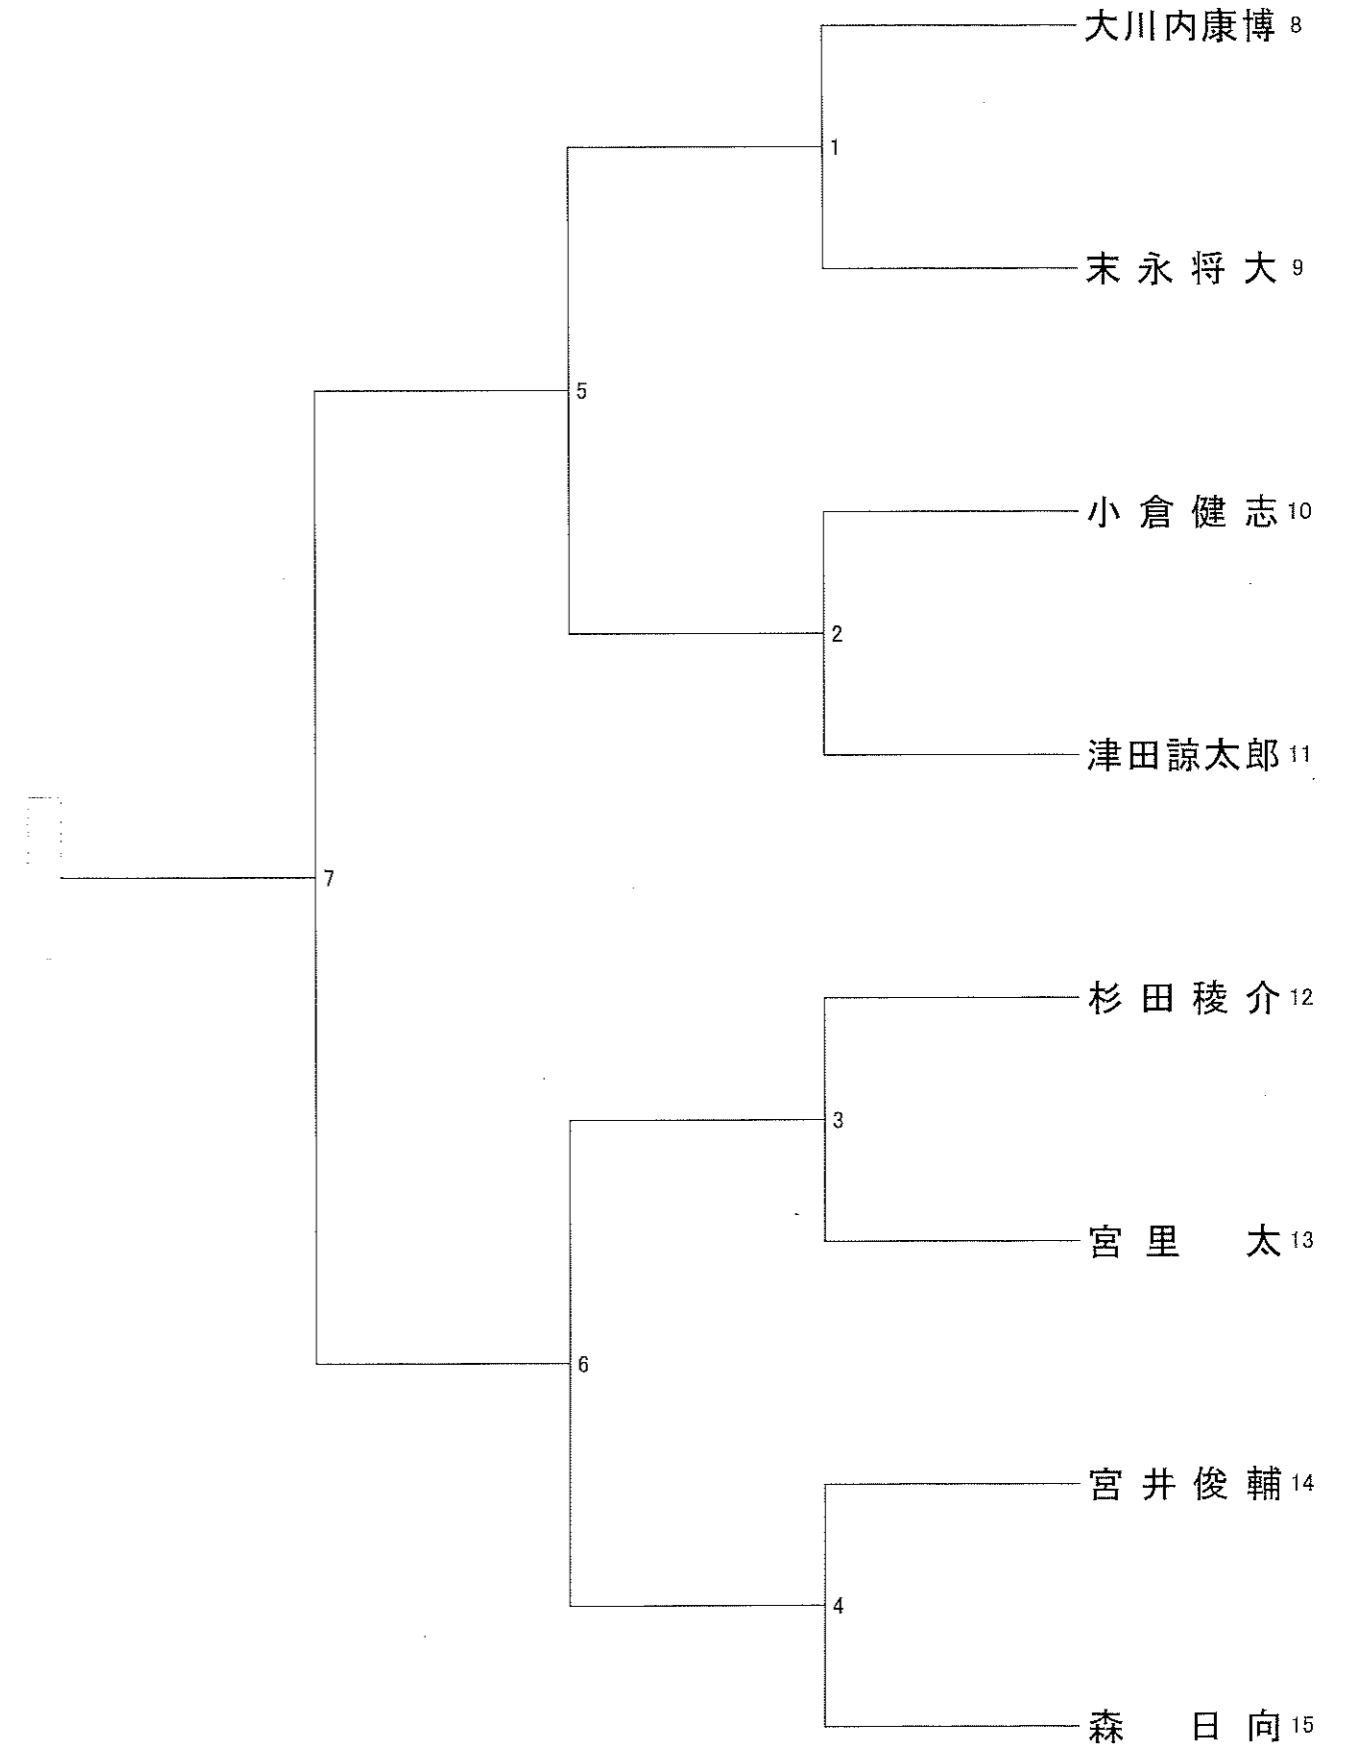 大川内康博 8
1
末永将大 9
5
小倉健志 10
2
津田諒太郎 11
7
杉田稜介 12
3
宮里 太 13
6
宮井俊輔 14
4
森 日向 15